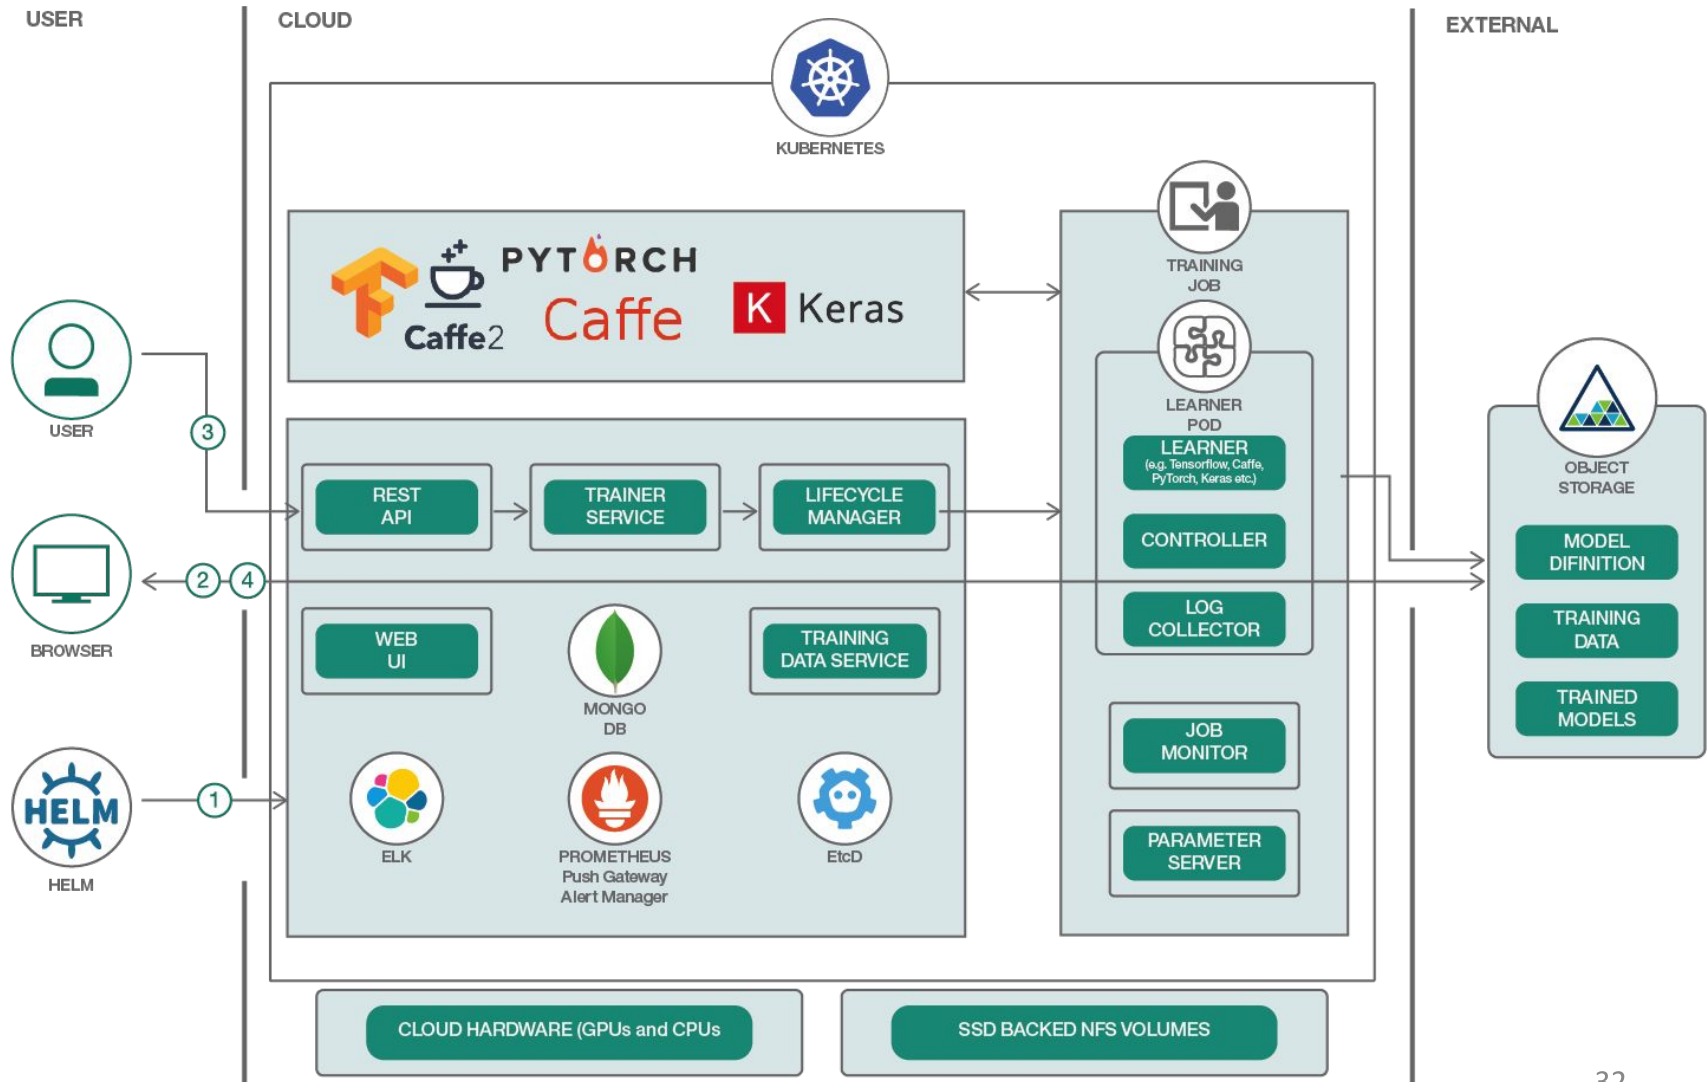 USER
CLOUD
EXTERNAL
KUBERNETES
TRAINING
JOB
PYTORCH
Caffe2
Caffe
K Keras
LEARNER
POD
USER
3
LEARNER
(e.g. Tensorflow, Caffe,
PyTorch, Keras etc.)
OBJECT
STORAGE
REST
API
TRAINER
SERVICE
LIFECYCLE
MANAGER
CONTROLLER
MODEL
DIFINITION
2
4
BROWSER
WEB
UI
MONGO
DB
TRAINING
DATA SERVICE
LOG
COLLECTOR
TRAINING
DATA
TRAINED
MODELS
JOB
MONITOR
HELM
HELM
1
ELK
PROMETHEUS
Push Gateway
Alert Manager
EtcD
PARAMETER
SERVER
CLOUD HARDWARE (GPUs and CPUs
SSD BACKED NFS VOLUMES
32